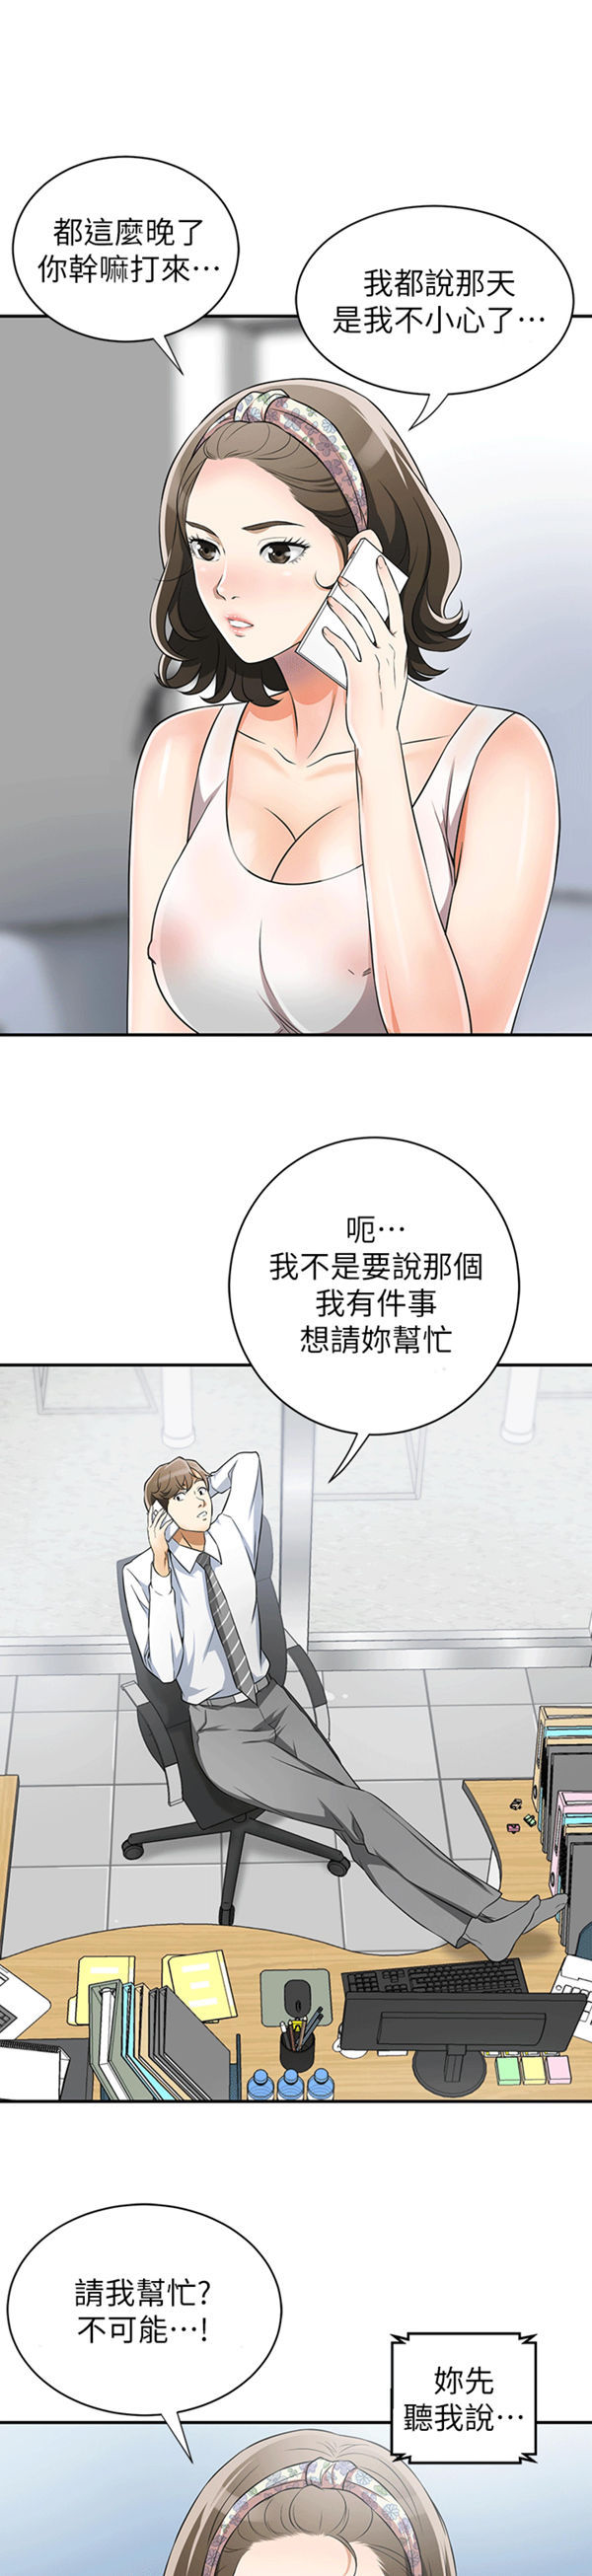 都這麼晚了
你幹嘛打來…
我都說那天
是我不小心了…
呃…
我不是要說那個
我有件事
想請妳幫忙
請我幫忙?
不可能…!
妳先
聽我說…